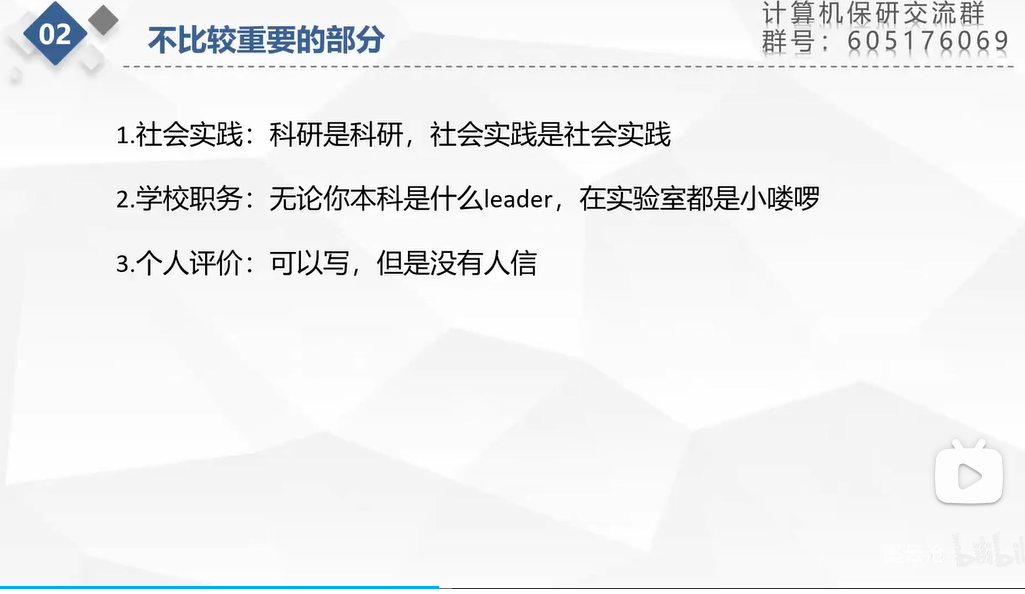 02
不比较重要的部分
计算机保研交流群
群号：605176069
1.社会实践：科研是科研，社会实践是社会实践
2.学校职务：无论你本科是什么leader，在实验室都是小喽啰
3.个人评价：可以写，但是没有人信